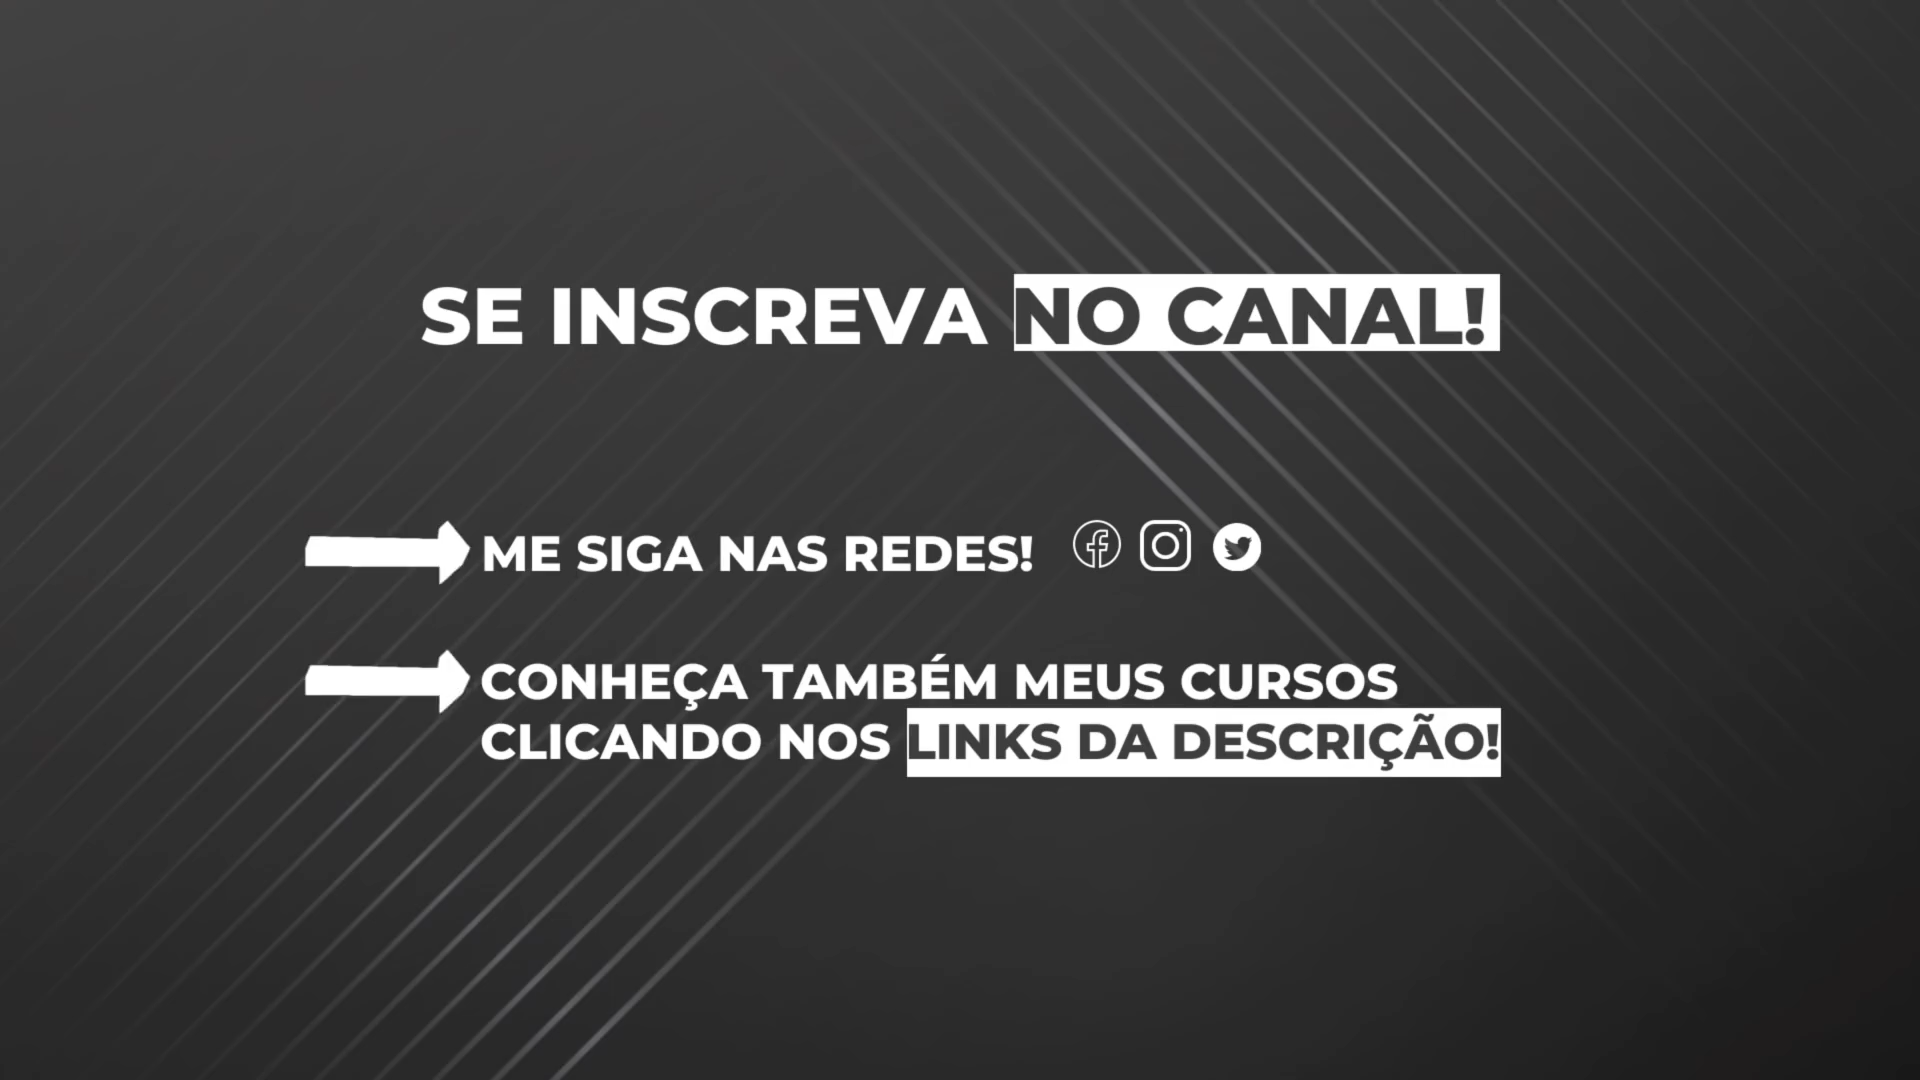 SE INSCREVA NO CANAL!
ME SIGA NAS REDES!
CONHEÇA TAMBÉM MEUS CURSOS
CLICANDO NOS LINKS DA DESCRIÇÃO!